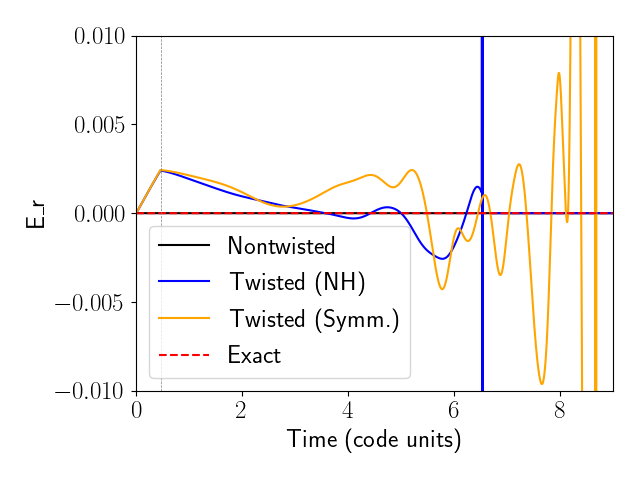 0.010
0.005
0.000
−0.005
−0.010
E_r
Nontwisted
Twisted (NH)
Twisted (Symm.)
Exact
0
2
4
6
8
Time (code units)